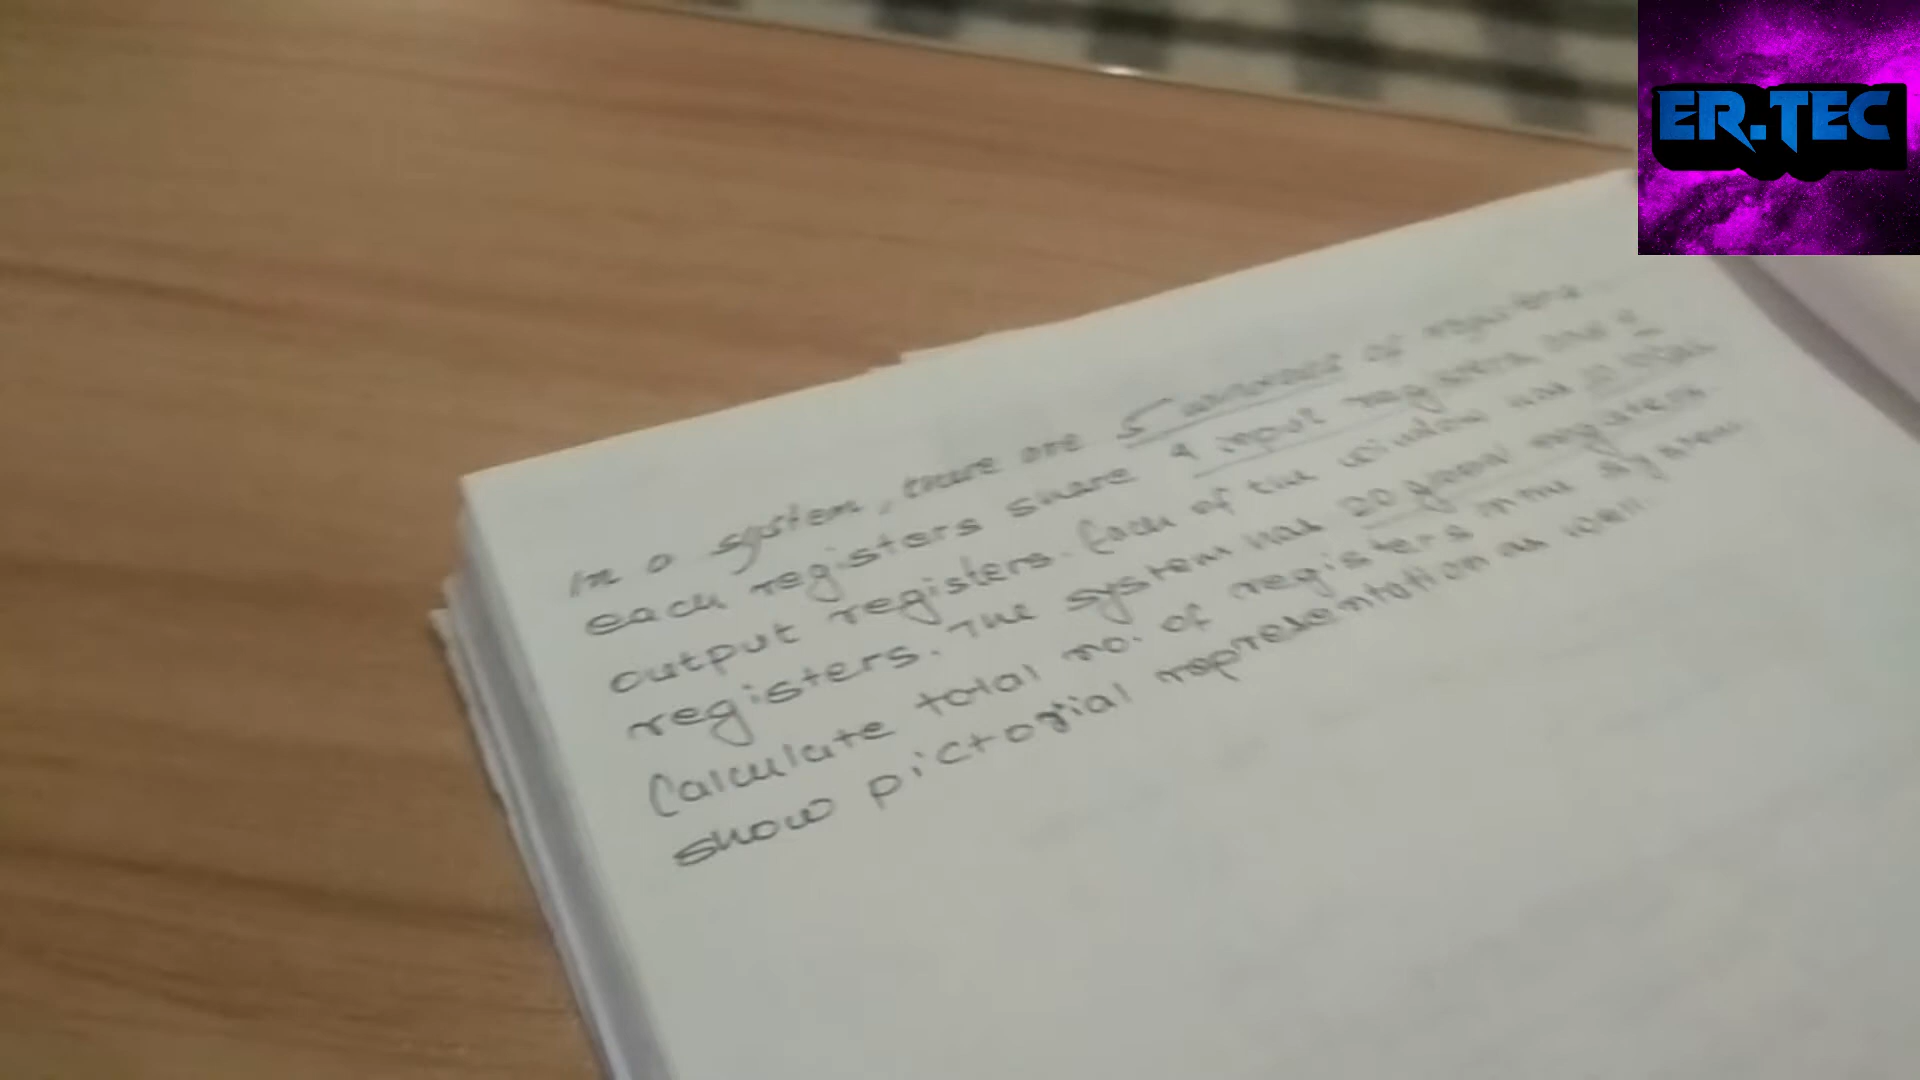 In a system, there are 5 windows of registers
each registers share 4 input registers and
output registers. Each of the window has 10 local
registers. The system has 20 global registers
Calculate total no. of registers in the system
show pictorial representation as well.
ER.TEC